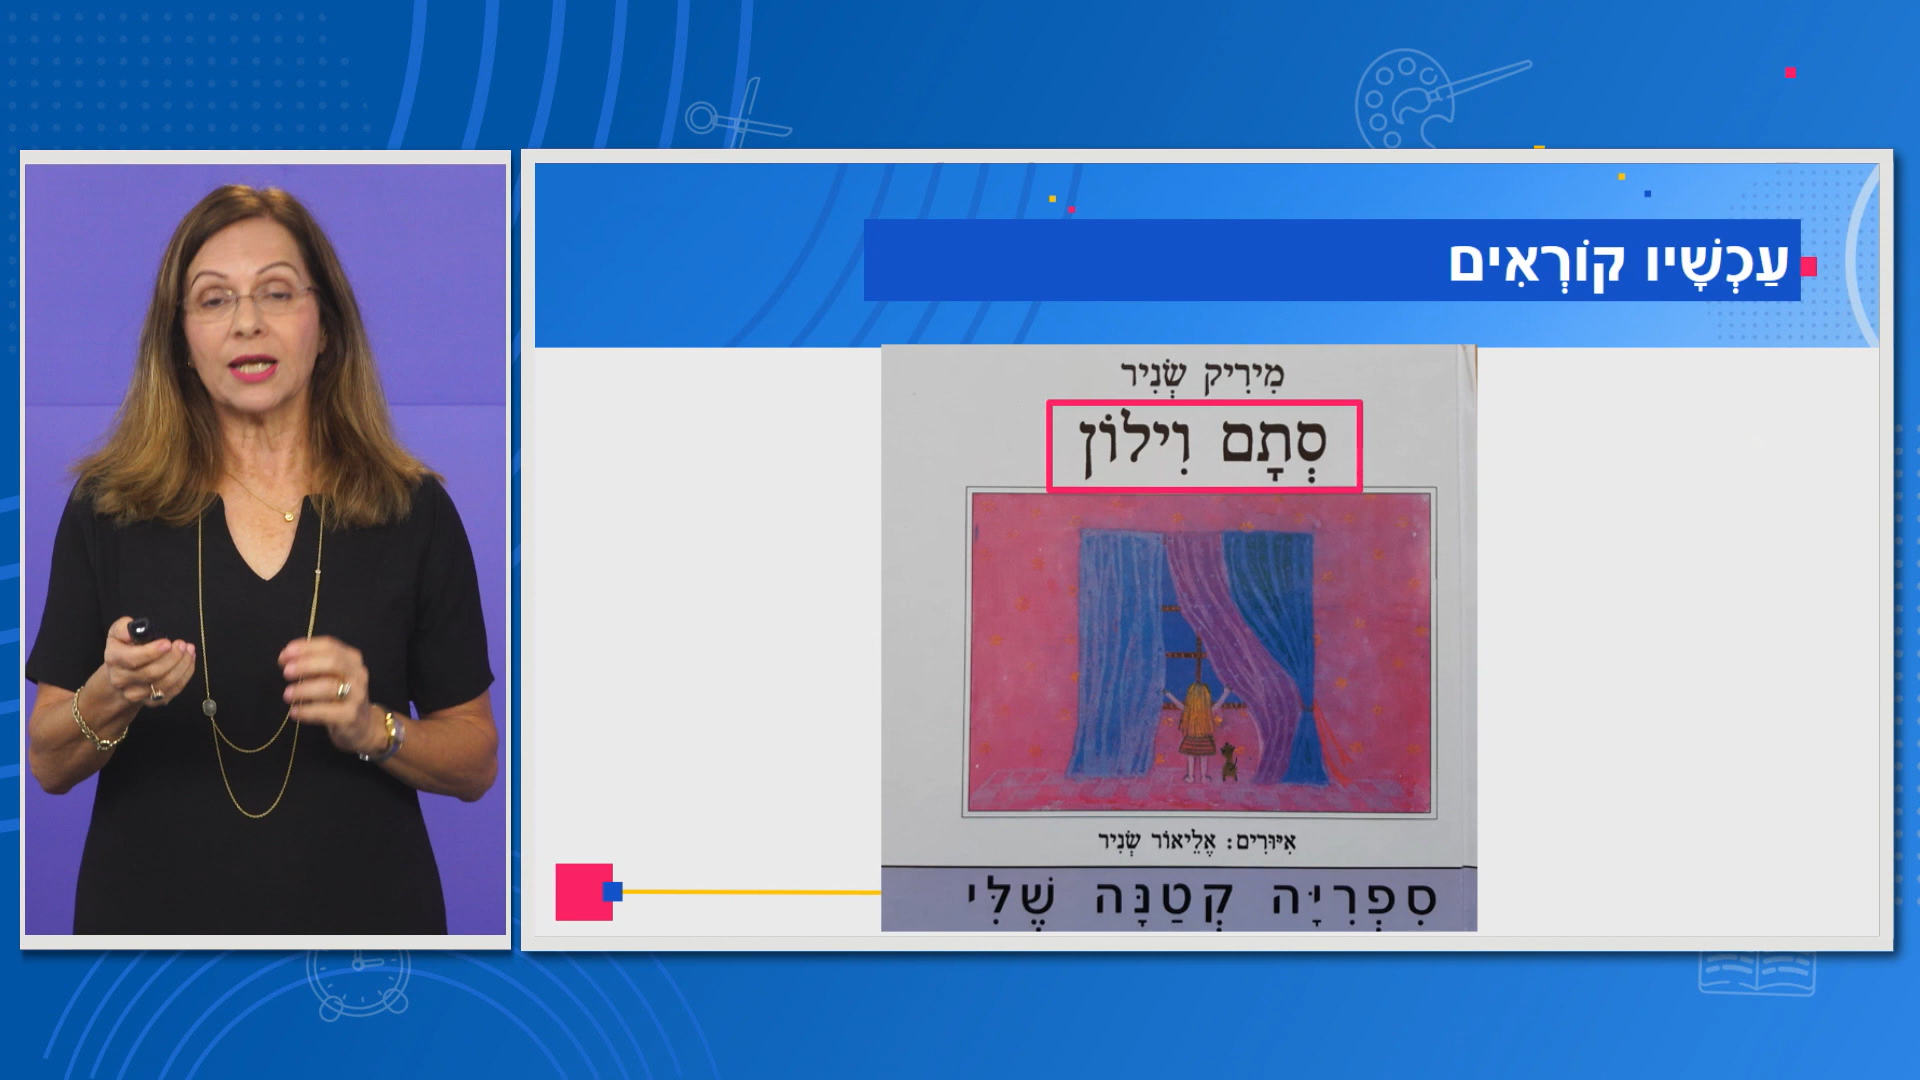 עַכְשָׁיו קוֹרְאִים
מִירִיק שְׂנִיר
סְתָם וִילוֹן
אִיּוּרִים: אֱלִיאוֹר שְׂנִיר
סִפְרִיָּה קְטַנָּה שֶׁלִּי